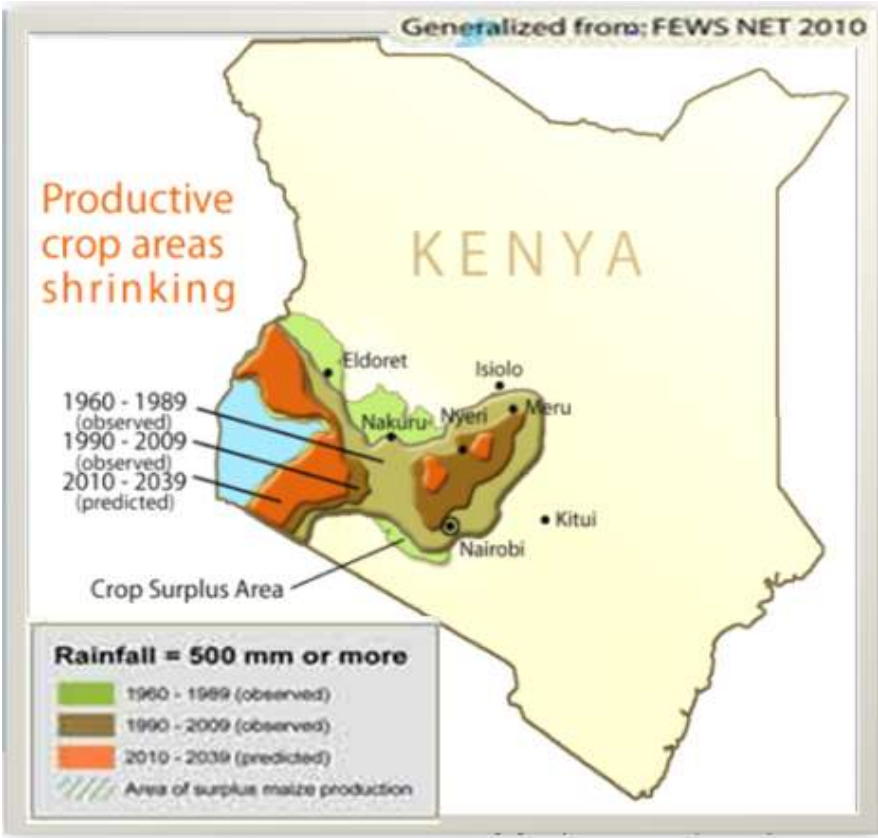 Generalized from: FEWS NET 2010
Productive
crop areas
shrinking
KENYA
Eldoret
Isiolo
1960 - 1989
(observed)
Nakuru
Nyeri
Meru
1990 - 2009
(observed)
2010 - 2039
(predicted)
Kitui
Nairobi
Crop Surplus Area
Rainfall = 500 mm or more
1960 - 1989 (observed)
1990 - 2009 (observed)
2010 - 2039 (predicted)
Area of surplus maize production